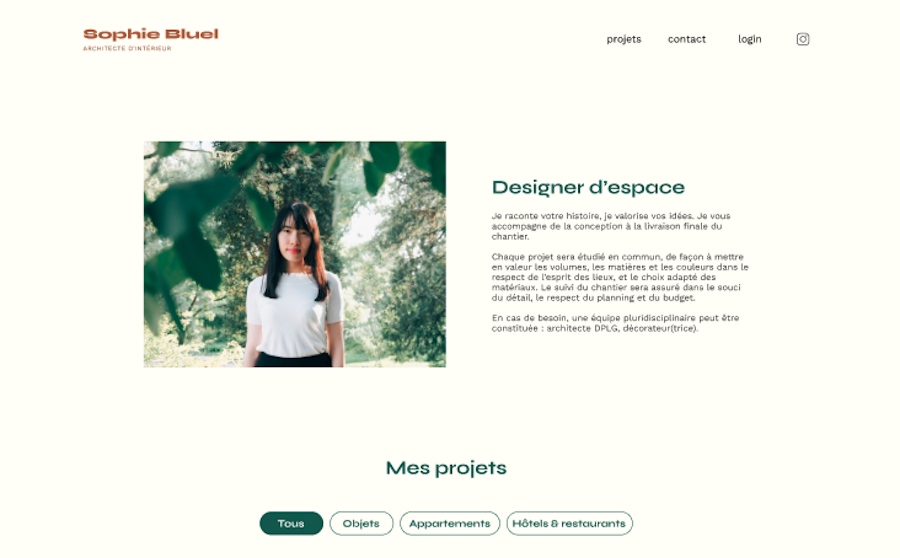 Sophie Bluel
ARCHITECTE D'INTÉRIEUR
projets contact login
Designer d'espace
Je raconte votre histoire, je valorise vos idées. Je vous
accompagne de la conception à la livraison finale du
chantier.
Chaque projet sera étudié en commun, de façon à mettre
en valeur les volumes, les matières et les couleurs dans le
respect de l'esprit des lieux, et le choix adapté des
matériaux. Le suivi du chantier sera assuré dans le souci
du détail, le respect du planning et du budget.
En cas de besoin, une équipe pluridisciplinaire peut être
constituée : architecte DPLG, décorateur(trice).
Mes projets
Tous Objets Appartements Hôtels & restaurants